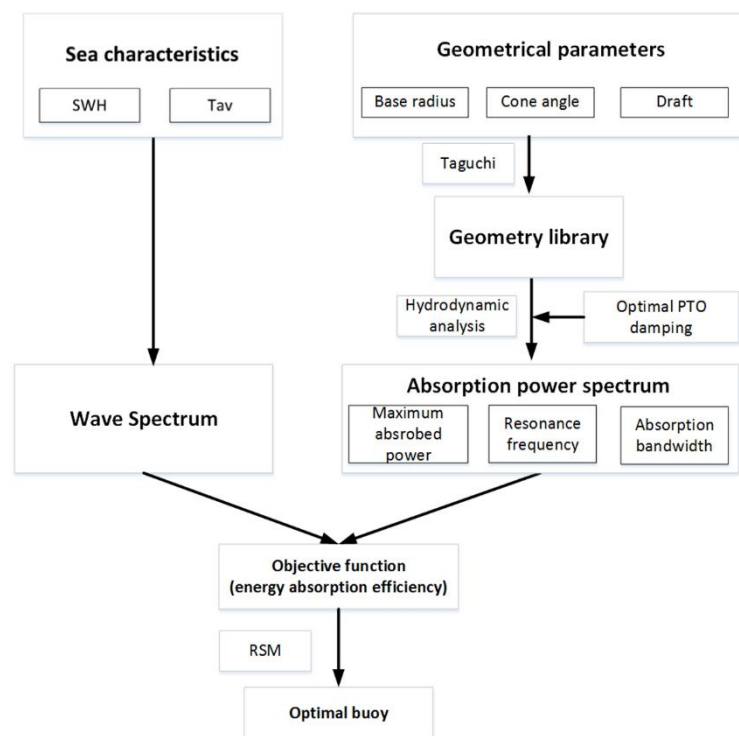 Sea characteristics
SWH
Tav
Geometrical parameters
Base radius
Cone angle
Draft
Taguchi
Geometry library
Hydrodynamic
analysis
Optimal PTO
damping
Wave Spectrum
Absorption power spectrum
Maximum
absrobed
power
Resonance
frequency
Absorption
bandwidth
Objective function
(energy absorption efficiency)
RSM
Optimal buoy